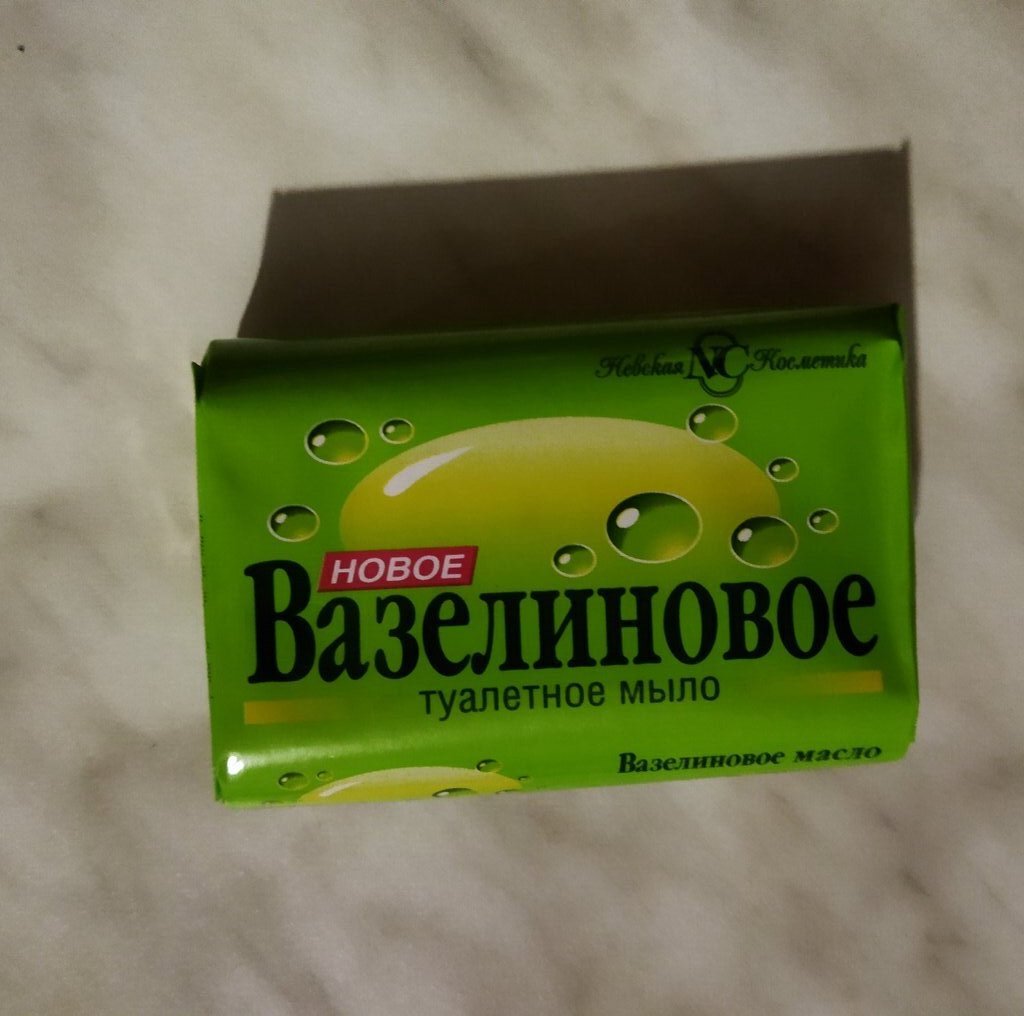 Невская NC Косметика
НОВОЕ
Вазелиновое
туалетное мыло
Вазелиновое масло